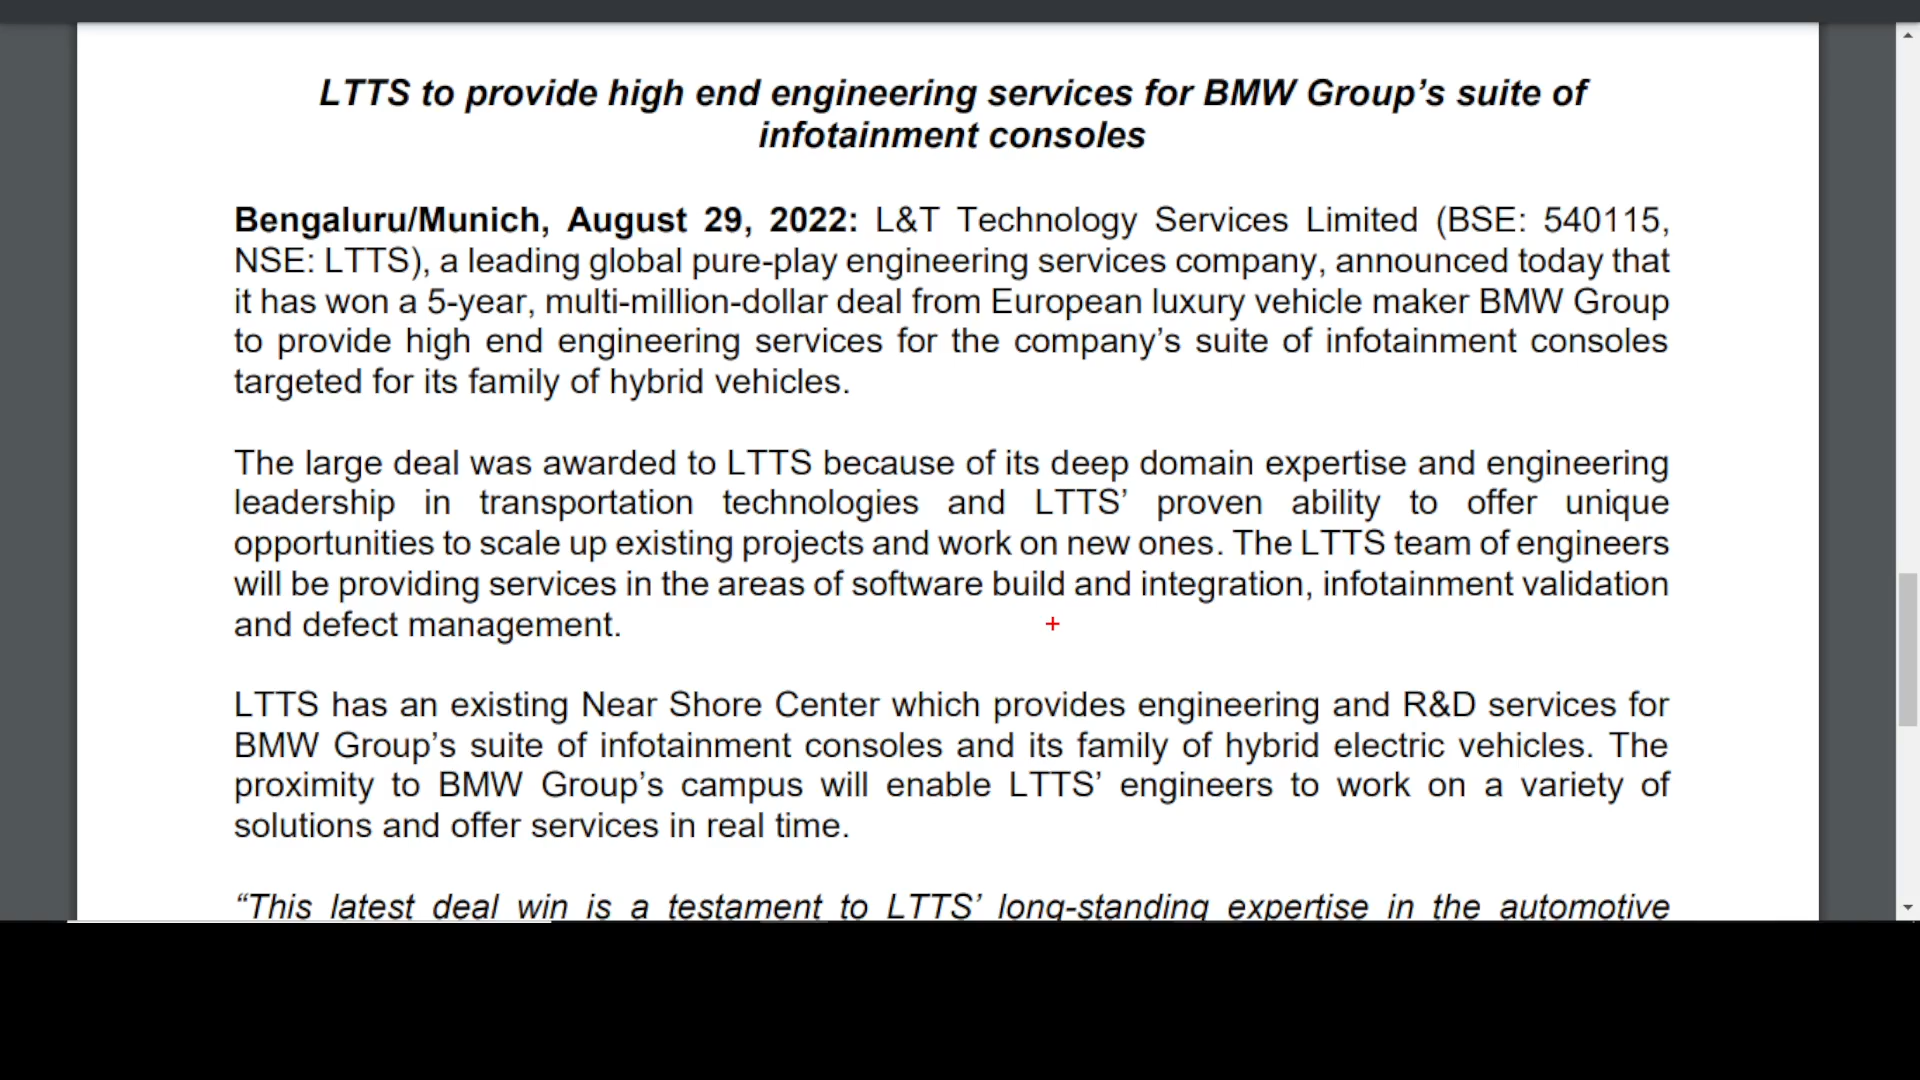 LTTS to provide high end engineering services for BMW Group’s suite of
infotainment consoles
Bengaluru/Munich, August 29, 2022: L&T Technology Services Limited (BSE: 540115,
NSE: LTTS), a leading global pure-play engineering services company, announced today that
it has won a 5-year, multi-million-dollar deal from European luxury vehicle maker BMW Group
to provide high end engineering services for the company’s suite of infotainment consoles
targeted for its family of hybrid vehicles.
The large deal was awarded to LTTS because of its deep domain expertise and engineering
leadership in transportation technologies and LTTS’ proven ability to offer unique
opportunities to scale up existing projects and work on new ones. The LTTS team of engineers
will be providing services in the areas of software build and integration, infotainment validation
and defect management.
LTTS has an existing Near Shore Center which provides engineering and R&D services for
BMW Group’s suite of infotainment consoles and its family of hybrid electric vehicles. The
proximity to BMW Group’s campus will enable LTTS’ engineers to work on a variety of
solutions and offer services in real time.
“This latest deal win is a testament to LTTS’ long-standing expertise in the automotive